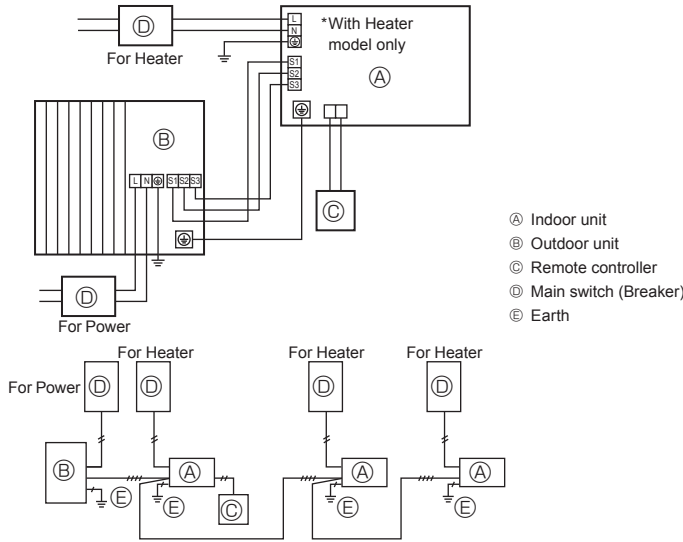 Ⓓ
For Heater
L
N
*With Heater
model only
S1
S2
S3
Ⓐ
Ⓑ
L N S1 S2 S3
Ⓒ
Ⓓ
For Power
Ⓐ Indoor unit
Ⓑ Outdoor unit
Ⓒ Remote controller
Ⓓ Main switch (Breaker)
Ⓔ Earth
For Heater
For Heater
For Heater
For Power
Ⓓ
Ⓓ
Ⓓ
Ⓓ
Ⓑ
Ⓐ
Ⓐ
Ⓐ
Ⓔ
Ⓔ
Ⓒ
Ⓔ
Ⓔ